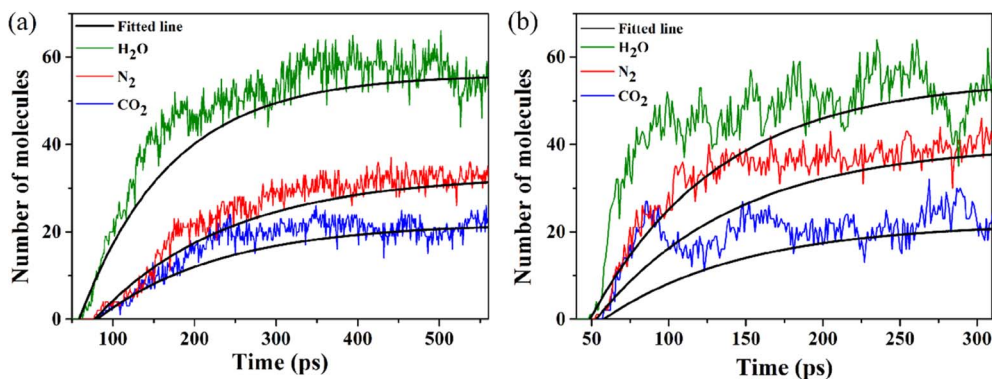 (a)
Fitted line
H₂O
N₂
CO₂
Number of molecules
60
40
20
0
100 200 300 400 500
Time (ps)
(b)
Fitted line
H₂O
N₂
CO₂
Number of molecules
60
40
20
0
50 100 150 200 250 300
Time (ps)